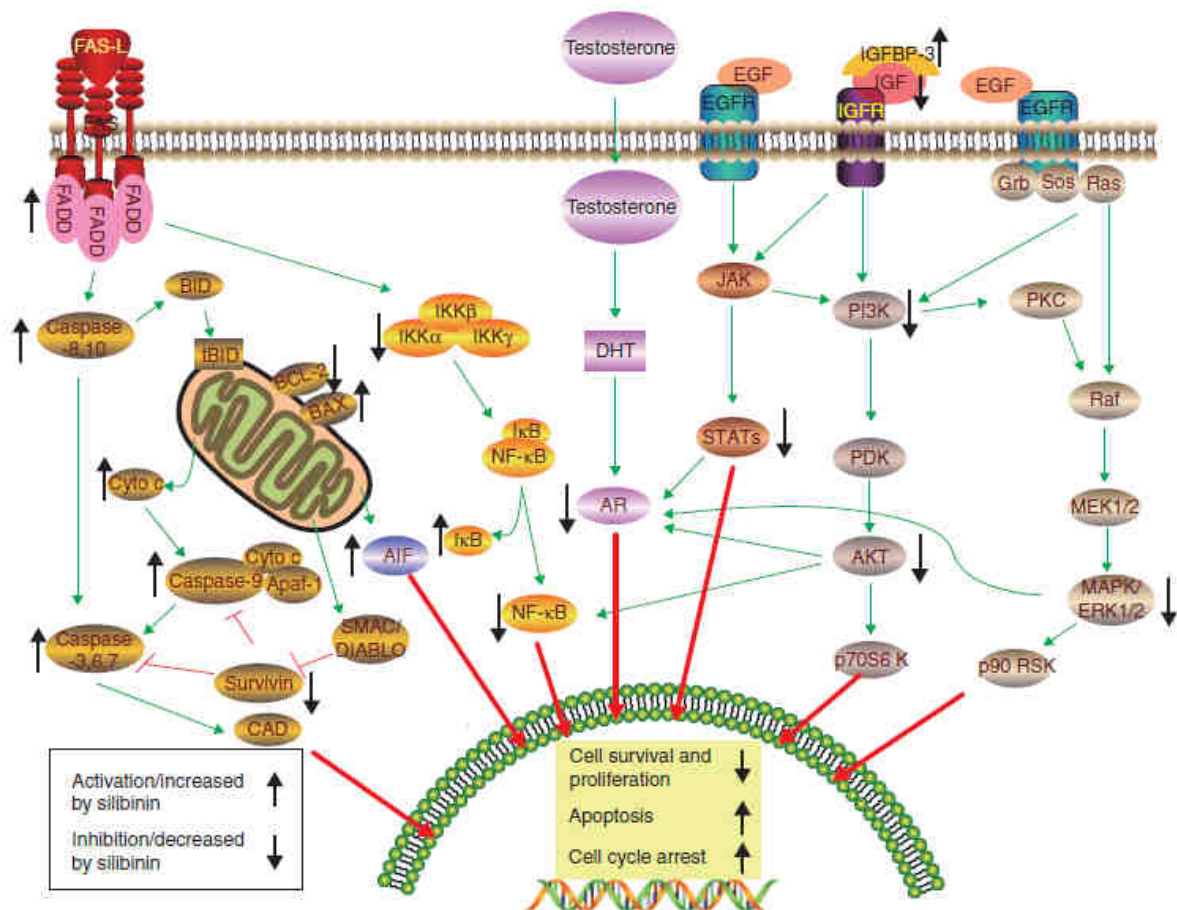 FAS-L
FADD
FADD
FADD
Testosterone
Testosterone
EGF
EGFR
IGFBF-3
IGF
IGFR
EGF
EGFR
Grb
Sos
Ras
BID
Caspase
-8,10
tBID
BCL-2
BAX
IKKβ
IKKα
IKKγ
DHT
JAK
PI3K
PKC
Raf
IκB
NF-κB
STATs
PDK
MEK1/2
Cyto c
AIF
IκB
AR
AKT
MAPK/
ERK1/2
Cyto c
Caspase-9
Apaf-1
NF-κB
SMAC/
DIABLO
Caspase
-3,6,7
Survivin
CAD
p70S6 K
p90 RSK
Activation/increased
by silibinin
Inhibition/decreased
by silibinin
Cell survival and
proliferation
Apoptosis
Cell cycle arrest